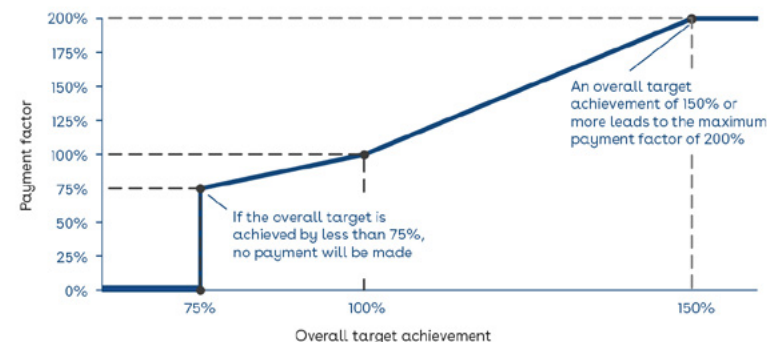 200%
175%
150%
125%
100%
75%
50%
25%
0%
Payment factor
An overall target
achievement of 150% or
more leads to the maximum
payment factor of 200%
If the overall target is
achieved by less than 75%,
no payment will be made
75%
100%
150%
Overall target achievement